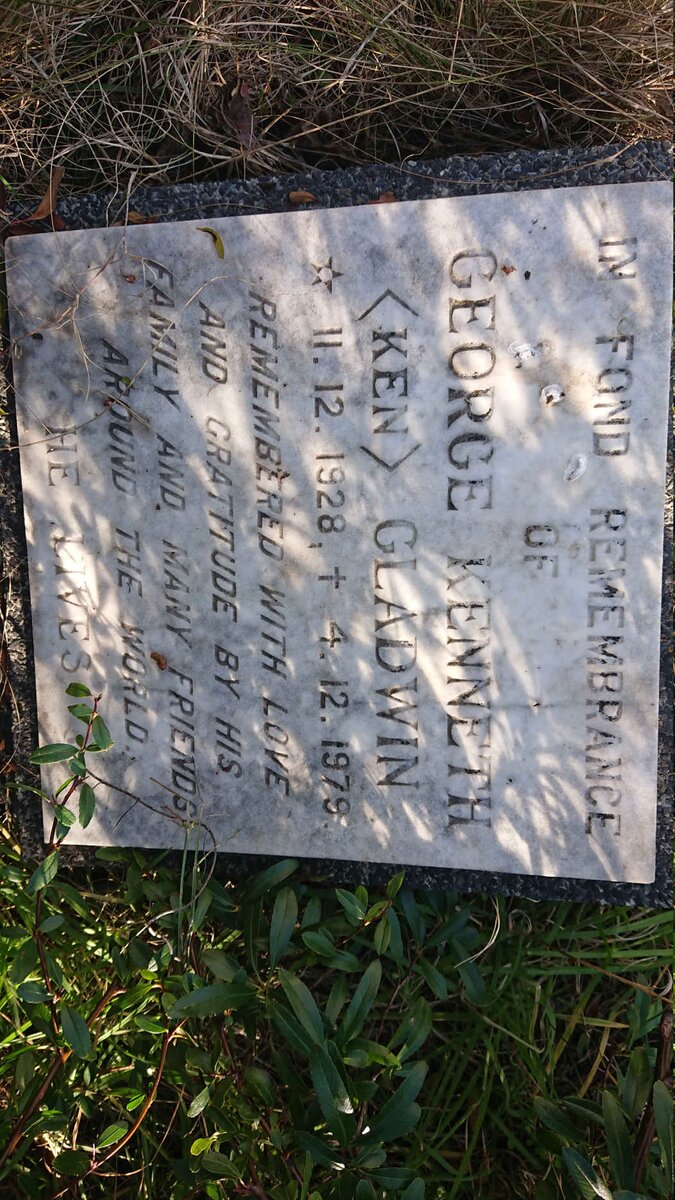 IN FOND REMEMBRANCE
OF
GEORGE KENNETH
<KEN> GLADWIN
☆ 11. 12. 1928, + 4. 12. 1979.
REMEMBERED WITH LOVE
AND GRATITUDE BY HIS
FAMILY AND MANY FRIENDS
AROUND THE WORLD.
HE LIVES